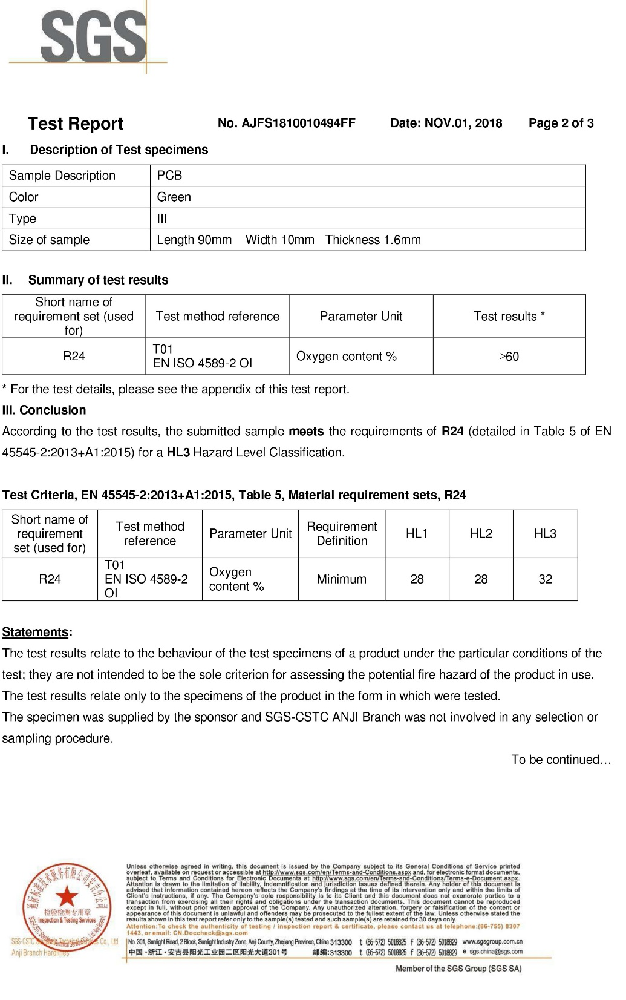 SGS
Test Report No. AJFS1810010494FF Date: NOV.01, 2018 Page 2 of 3
I. Description of Test specimens
Sample Description PCB
Color Green
Type III
Size of sample Length 90mm Width 10mm Thickness 1.6mm
II. Summary of test results
Short name of requirement set (used for) Test method reference Parameter Unit Test results *
R24 T01 EN ISO 4589-2 OI Oxygen content % >60
* For the test details, please see the appendix of this test report.
III. Conclusion
According to the test results, the submitted sample meets the requirements of R24 (detailed in Table 5 of EN
45545-2:2013+A1:2015) for a HL3 Hazard Level Classification.
Test Criteria, EN 45545-2:2013+A1:2015, Table 5, Material requirement sets, R24
Short name of requirement set (used for) Test method reference Parameter Unit Requirement Definition HL1 HL2 HL3
R24 T01 EN ISO 4589-2 OI Oxygen content % Minimum 28 28 32
Statements:
The test results relate to the behaviour of the test specimens of a product under the particular conditions of the
test; they are not intended to be the sole criterion for assessing the potential fire hazard of the product in use.
The test results relate only to the specimens of the product in the form in which were tested.
The specimen was supplied by the sponsor and SGS-CSTC ANJI Branch was not involved in any selection or
sampling procedure.
To be continued…
检验检测专用章
Inspection & Testing Services
SGS-CSTC Co., Ltd.
Anji Branch Hardlines
Unless otherwise agreed in writing, this document is issued by the Company subject to its General Conditions of Service printed
overleaf, available on request or accessible at http://www.sgs.com/en/Terms-and-Conditions.aspx and, for electronic format documents,
subject to Terms and Conditions for Electronic Documents at http://www.sgs.com/en/Terms-and-Conditions/Terms-e-Document.aspx.
Attention is drawn to the limitation of liability, indemnification and jurisdiction issues defined therein. Any holder of this document is
advised that information contained hereon reflects the Company's findings at the time of its intervention only and within the limits of
Client's instructions, if any. The Company's sole responsibility is to its Client and this document does not exonerate parties to a
transaction from exercising all their rights and obligations under the transaction documents. This document cannot be reproduced
except in full, without prior written approval of the Company. Any unauthorized alteration, forgery or falsification of the content or
appearance of this document is unlawful and offenders may be prosecuted to the fullest extent of the law. Unless otherwise stated the
results shown in this test report refer only to the sample(s) tested and such sample(s) are retained for 30 days only.
Attention:To check the authenticity of testing / inspection report & certificate, please contact us at telephone:(86-755) 8307
1443, or email: CN.Doccheck@sgs.com
No. 301, Sunlight Road, 2 Block, Sunlight Industry Zone, Anji County, Zhejiang Province, China 313300 t (86-572) 5018825 f (86-572) 5018829 www.sgsgroup.com.cn
中国·浙江·安吉县阳光工业园二区阳光大道301号 邮编:313300 t (86-572) 5018825 f (86-572) 5018829 e sgs.china@sgs.com
Member of the SGS Group (SGS SA)